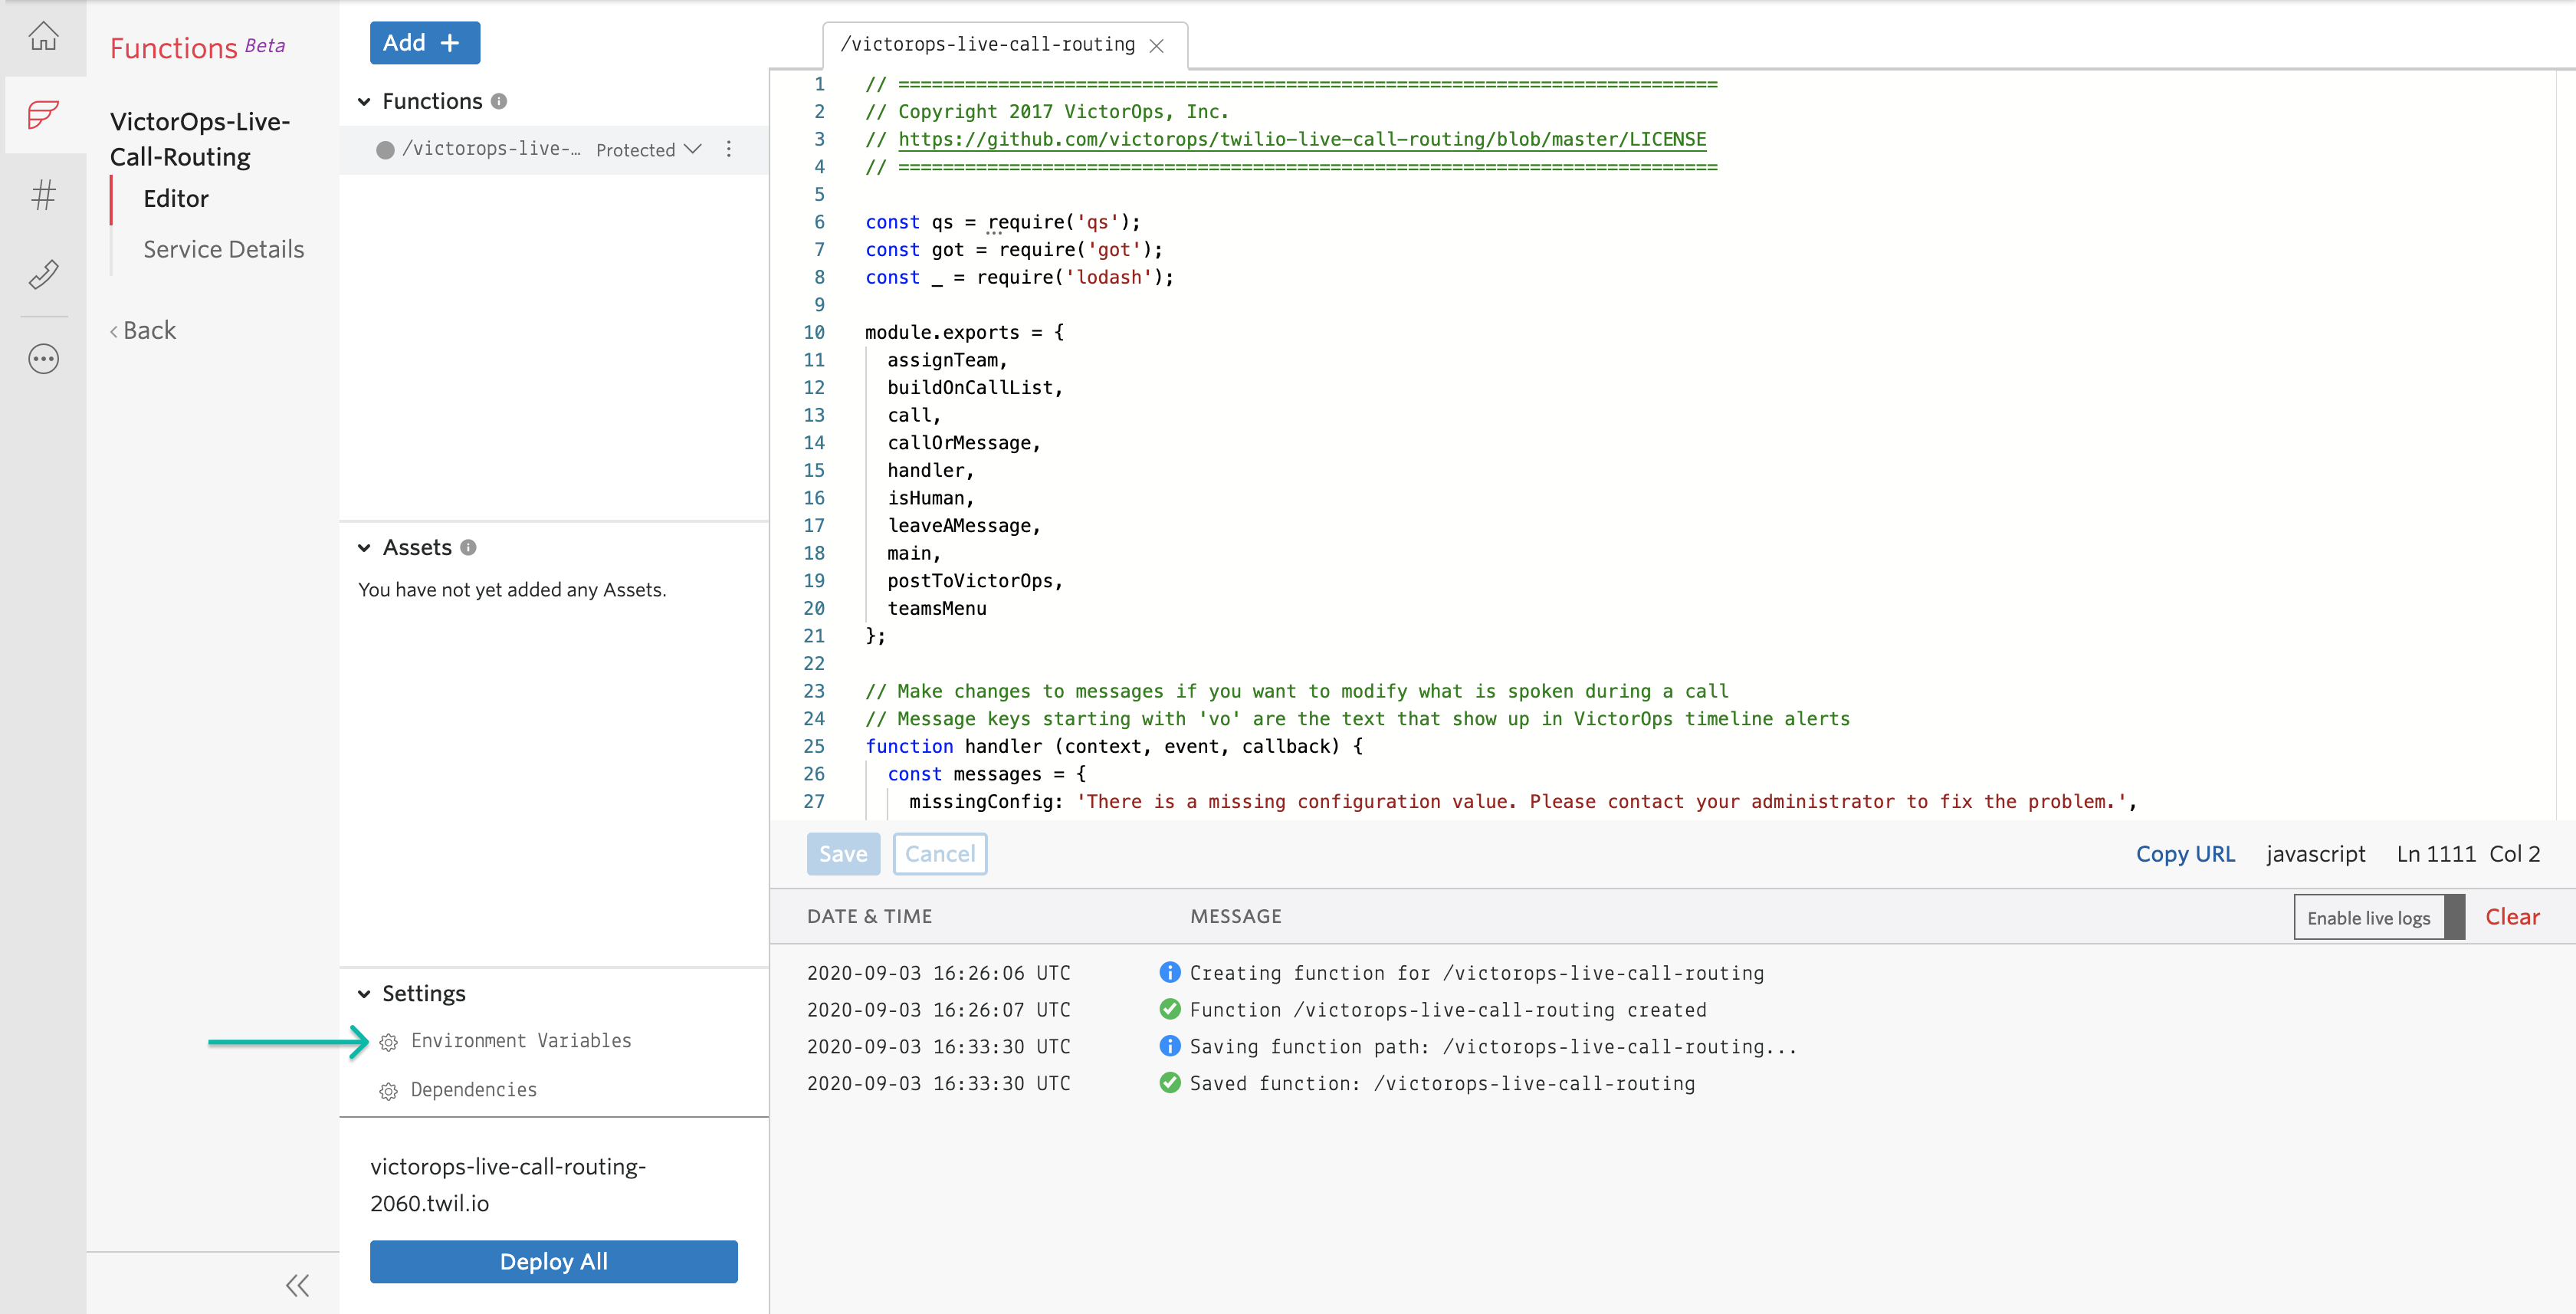 Functions Beta
VictorOps-Live-
Call-Routing
Editor
Service Details
‹ Back
Add +
Functions
/victorops-live-… Protected
Assets
You have not yet added any Assets.
Settings
Environment Variables
Dependencies
victorops-live-call-routing-
2060.twil.io
Deploy All
/victorops-live-call-routing
1 // ==========================================================================
2 // Copyright 2017 VictorOps, Inc.
3 // https://github.com/victorops/twilio-live-call-routing/blob/master/LICENSE
4 // ==========================================================================
5
6 const qs = require('qs');
7 const got = require('got');
8 const _ = require('lodash');
9
10 module.exports = {
11 assignTeam,
12 buildOnCallList,
13 call,
14 callOrMessage,
15 handler,
16 isHuman,
17 leaveAMessage,
18 main,
19 postToVictorOps,
20 teamsMenu
21 };
22
23 // Make changes to messages if you want to modify what is spoken during a call
24 // Message keys starting with 'vo' are the text that show up in VictorOps timeline alerts
25 function handler (context, event, callback) {
26 const messages = {
27 missingConfig: 'There is a missing configuration value. Please contact your administrator to fix the problem.',
Save Cancel Copy URL javascript Ln 1111 Col 2
DATE & TIME MESSAGE Enable live logs Clear
2020-09-03 16:26:06 UTC Creating function for /victorops-live-call-routing
2020-09-03 16:26:07 UTC Function /victorops-live-call-routing created
2020-09-03 16:33:30 UTC Saving function path: /victorops-live-call-routing...
2020-09-03 16:33:30 UTC Saved function: /victorops-live-call-routing